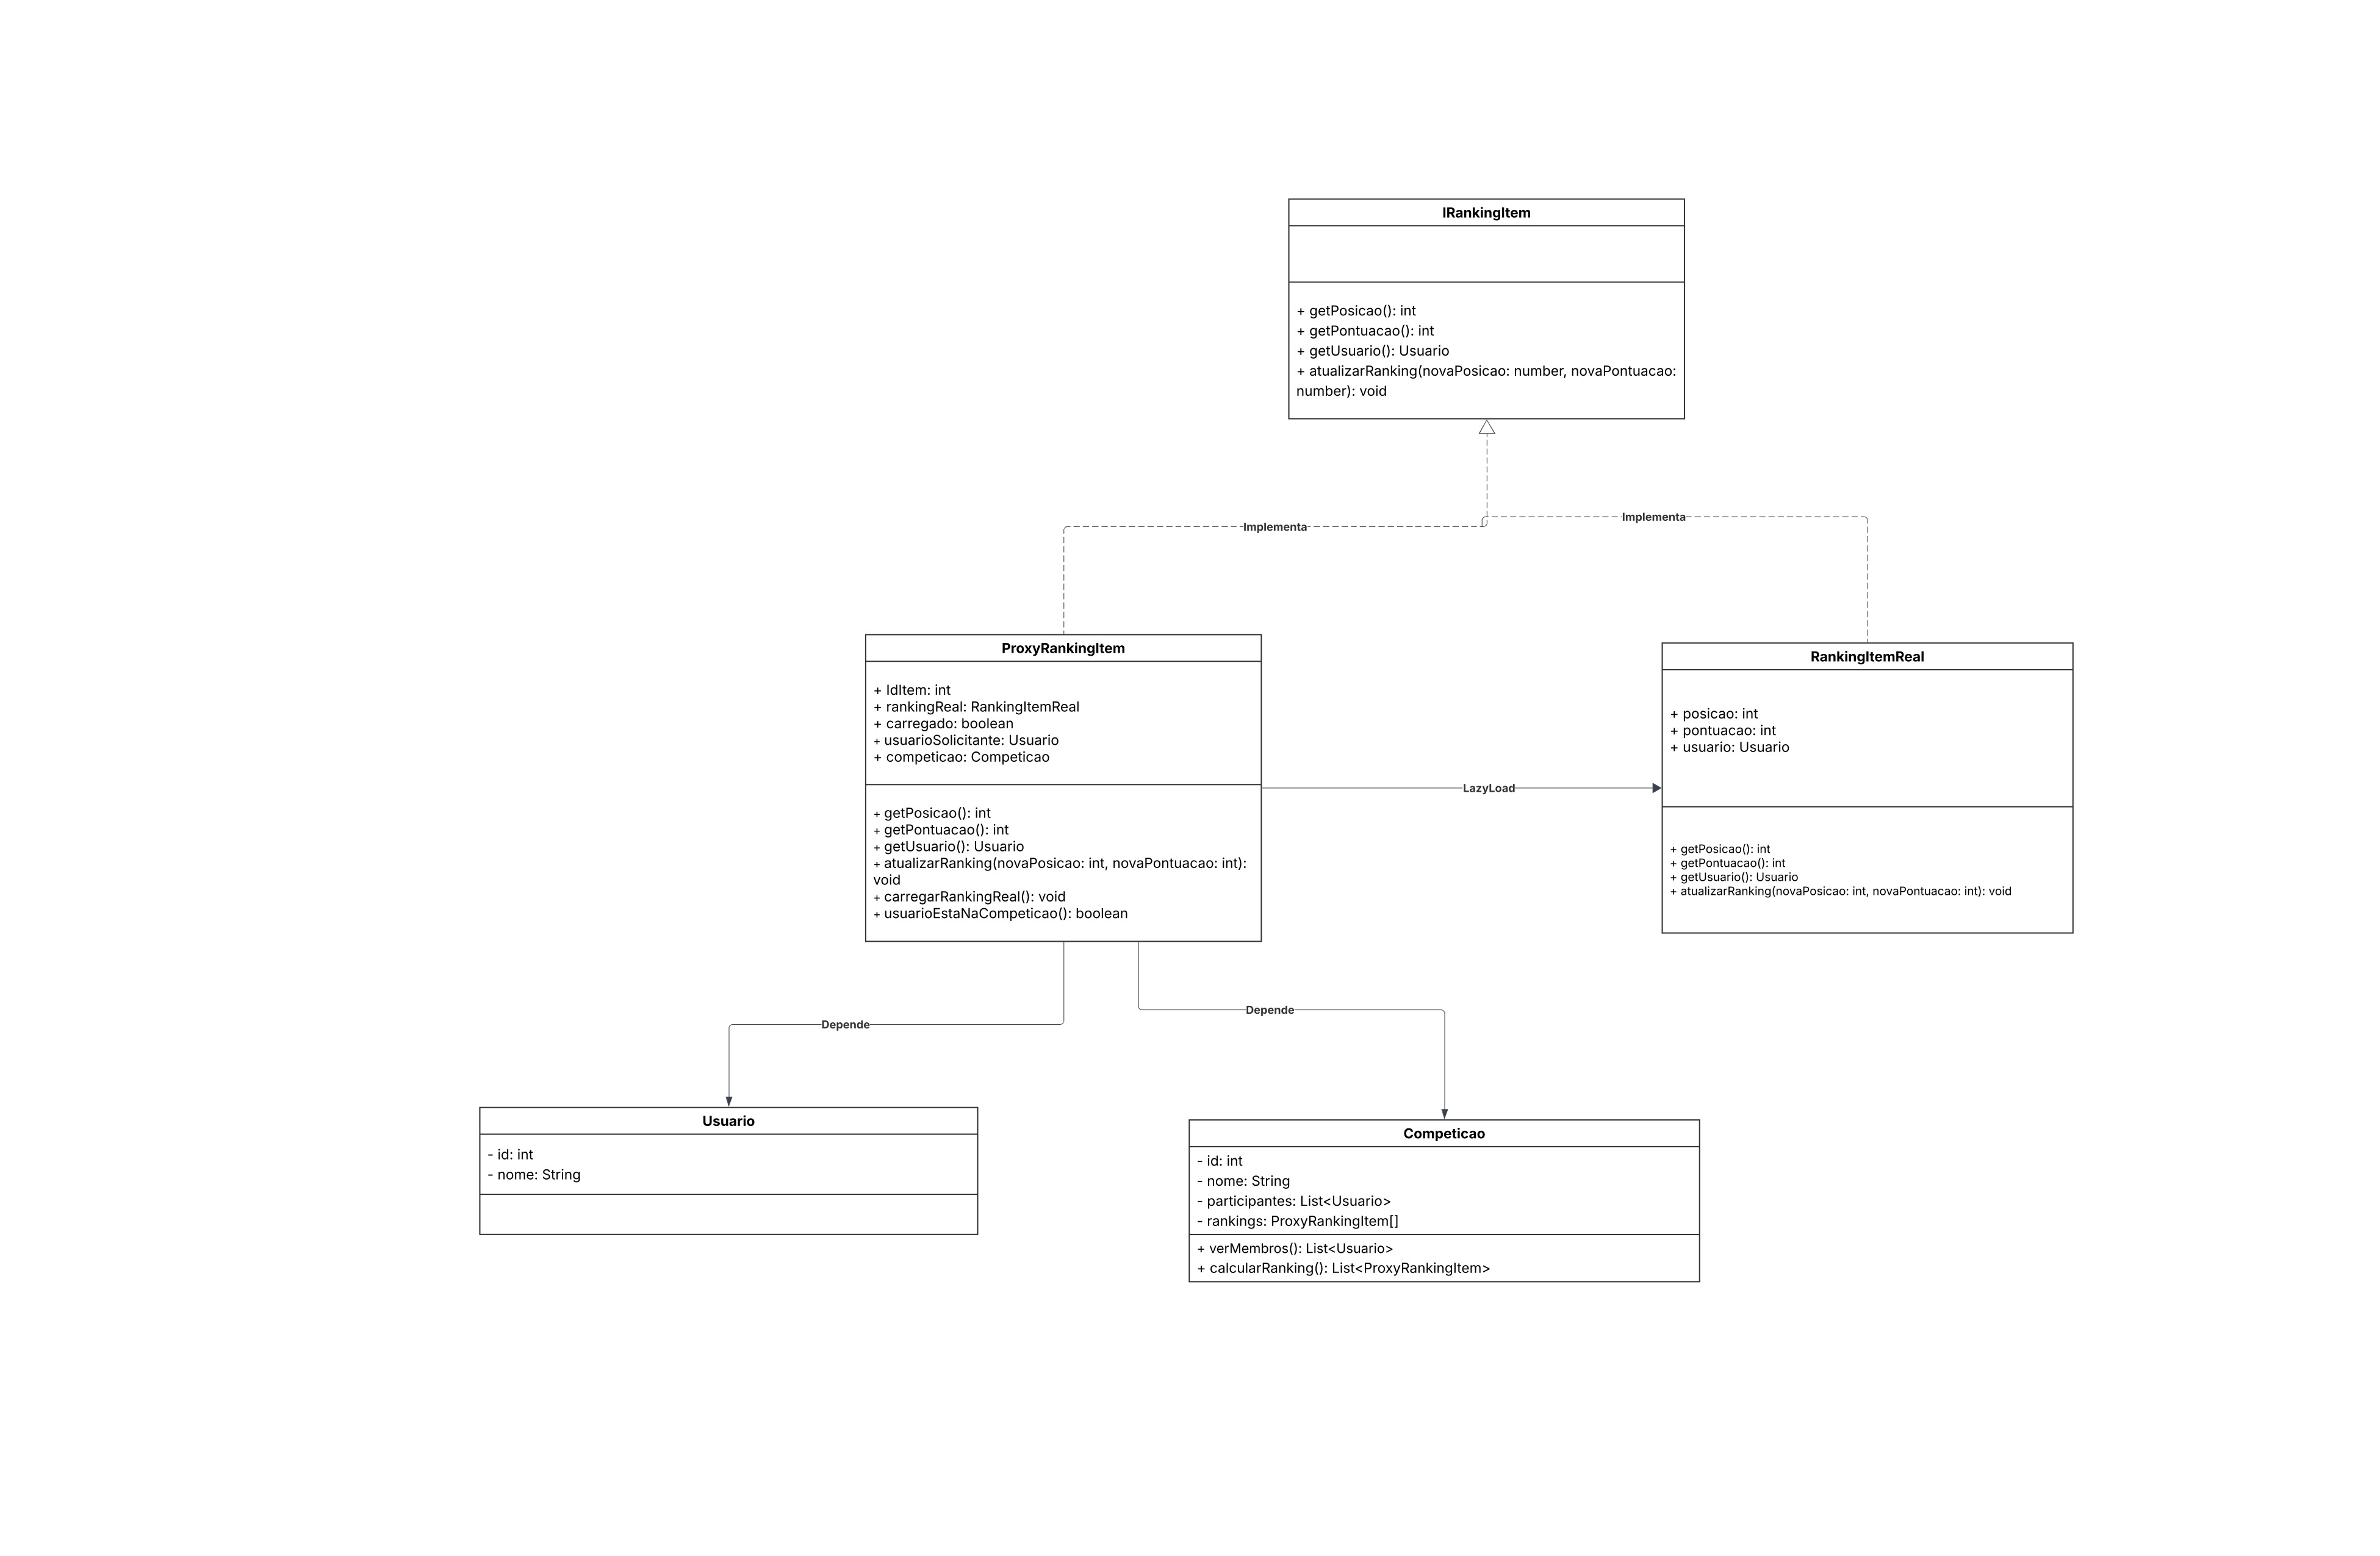 IRankingItem
+ getPosicao(): int
+ getPontuacao(): int
+ getUsuario(): Usuario
+ atualizarRanking(novaPosicao: number, novaPontuacao:
number): void
Implementa
Implementa
ProxyRankingItem
+ IdItem: int
+ rankingReal: RankingItemReal
+ carregado: boolean
+ usuarioSolicitante: Usuario
+ competicao: Competicao
+ getPosicao(): int
+ getPontuacao(): int
+ getUsuario(): Usuario
+ atualizarRanking(novaPosicao: int, novaPontuacao: int):
void
+ carregarRankingReal(): void
+ usuarioEstaNaCompeticao(): boolean
LazyLoad
RankingItemReal
+ posicao: int
+ pontuacao: int
+ usuario: Usuario
+ getPosicao(): int
+ getPontuacao(): int
+ getUsuario(): Usuario
+ atualizarRanking(novaPosicao: int, novaPontuacao: int): void
Depende
Depende
Usuario
- id: int
- nome: String
Competicao
- id: int
- nome: String
- participantes: List<Usuario>
- rankings: ProxyRankingItem[]
+ verMembros(): List<Usuario>
+ calcularRanking(): List<ProxyRankingItem>